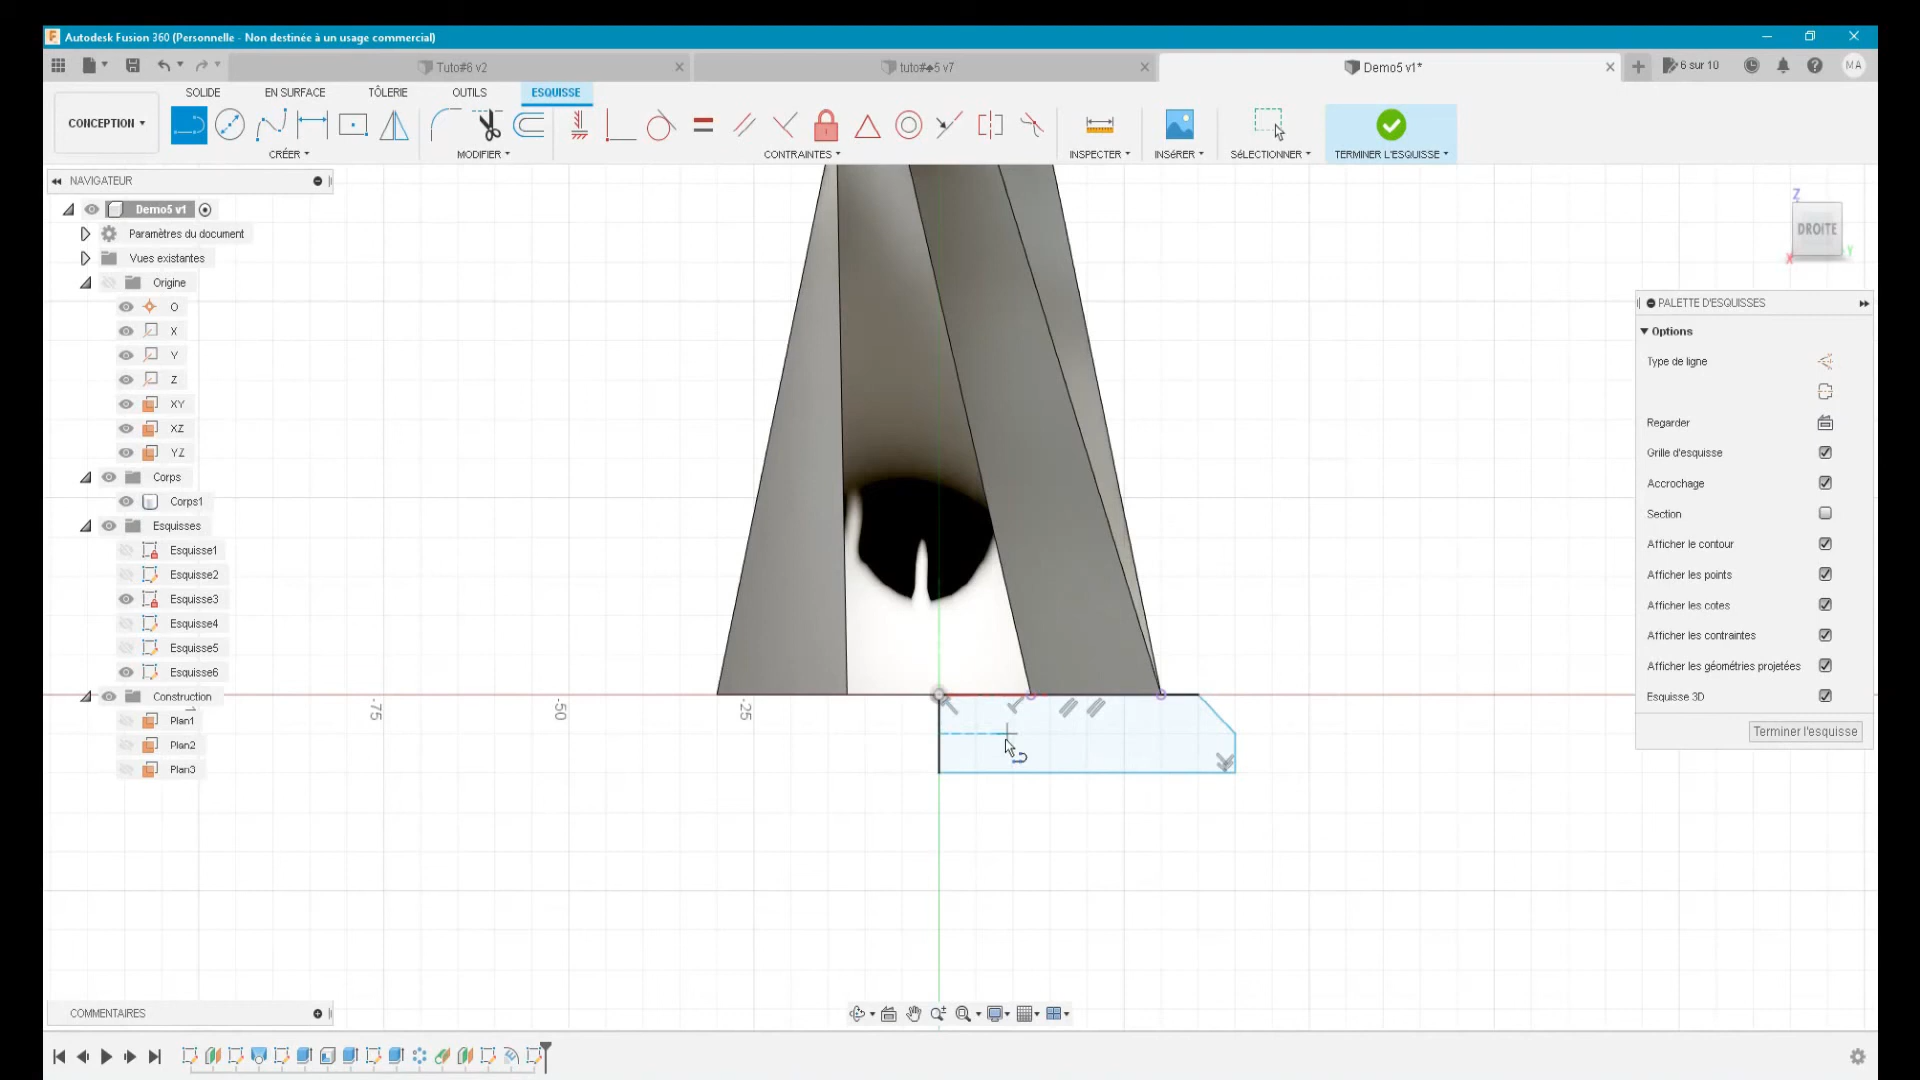 Autodesk Fusion 360 (Personnelle - Non destinée à un usage commercial)
Tuto#6 v2
tuto#♠5 v7
Demo5 v1*
6 sur 10
MA
CONCEPTION
SOLIDE
EN SURFACE
TÔLERIE
OUTILS
ESQUISSE
CRÉER
MODIFIER
CONTRAINTES
INSPECTER
INSÉRER
SÉLECTIONNER
TERMINER L'ESQUISSE
NAVIGATEUR
Demo5 v1
Paramètres du document
Vues existantes
Origine
O
X
Y
Z
XY
XZ
YZ
Corps
Corps1
Esquisses
Esquisse1
Esquisse2
Esquisse3
Esquisse4
Esquisse5
Esquisse6
Construction
Plan1
Plan2
Plan3
-75
-50
-25
Z
DROITE
X
Y
PALETTE D'ESQUISSES
Options
Type de ligne
Regarder
Grille d'esquisse
Accrochage
Section
Afficher le contour
Afficher les points
Afficher les cotes
Afficher les contraintes
Afficher les géométries projetées
Esquisse 3D
Terminer l'esquisse
COMMENTAIRES